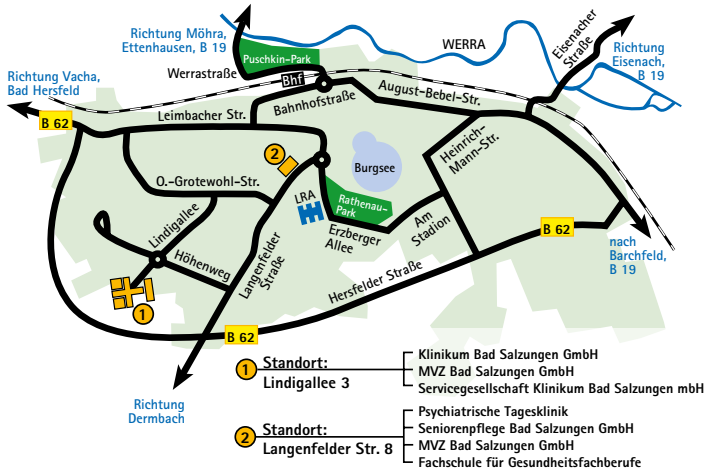 Richtung Möhra,
Ettenhausen, B 19
WERRA
Eisenacher
Straße
Richtung
Eisenach,
B 19
Puschkin-Park
Werrastraße
Bhf
Richtung Vacha,
Bad Hersfeld
B 62
Leimbacher Str.
Bahnhofstraße
August-Bebel-Str.
2
Burgsee
Heinrich-
Mann-Str.
O.-Grotewohl-Str.
LRA
Rathenau-
Park
Erzberger
Allee
Am
Stadion
Lindigallee
Höhenweg
Langenfelder
Straße
Hersfelder Straße
B 62
nach
Barchfeld,
B 19
1
B 62
Richtung
Dermbach
1 Standort:
Lindigallee 3
Klinikum Bad Salzungen GmbH
MVZ Bad Salzungen GmbH
Servicegesellschaft Klinikum Bad Salzungen mbH
2 Standort:
Langenfelder Str. 8
Psychiatrische Tagesklinik
Seniorenpflege Bad Salzungen GmbH
MVZ Bad Salzungen GmbH
Fachschule für Gesundheitsfachberufe